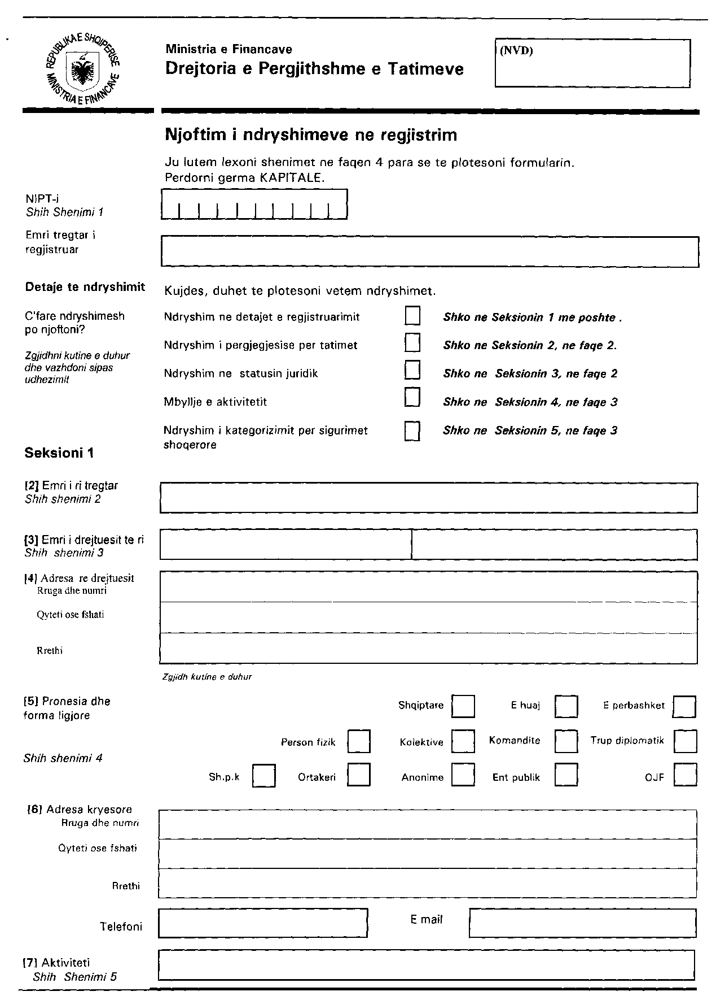 REPUBLIKA E SHQIPERISE
MINISTRIA E FINANCAVE
Ministria e Financave
Drejtoria e Pergjithshme e Tatimeve
(NVD)
Njoftim i ndryshimeve ne regjistrim
Ju lutem lexoni shenimet ne faqen 4 para se te plotesoni formularin.
Perdorni germa KAPITALE.
NIPT-i
Shih Shenimi 1
Emri tregtar i
regjistruar
Detaje te ndryshimit
Kujdes, duhet te plotesoni vetem ndryshimet.
C'fare ndryshimesh
po njoftoni?
Zgjidhni kutine e duhur
dhe vazhdoni sipas
udhezimit
Ndryshim ne detajet e regjistruarimit Shko ne Seksionin 1 me poshte .
Ndryshim i pergjegjesise per tatimet Shko ne Seksionin 2, ne faqe 2.
Ndryshim ne statusin juridik Shko ne Seksionin 3, ne faqe 2
Mbyllje e aktivitetit Shko ne Seksionin 4, ne faqe 3
Ndryshim i kategorizimit per sigurimet Shko ne Seksionin 5, ne faqe 3
shoqerore
Seksioni 1
[2] Emri i ri tregtar
Shih shenimi 2
[3] Emri i drejtuesit te ri
Shih shenimi 3
[4] Adresa re drejtuesit
Rruga dhe numri
Qyteti ose fshati
Rrethi
Zgjidh kutine e duhur
[5] Pronesia dhe
forma ligjore
Shqiptare E huaj E perbashket
Person fizik Kolektive Komandite Trup diplomatik
Shih shenimi 4
Sh.p.k Ortakeri Anonime Ent publik OJF
[6] Adresa kryesore
Rruga dhe numri
Qyteti ose fshati
Rrethi
Telefoni E mail
[7] Aktiviteti
Shih Shenimi 5